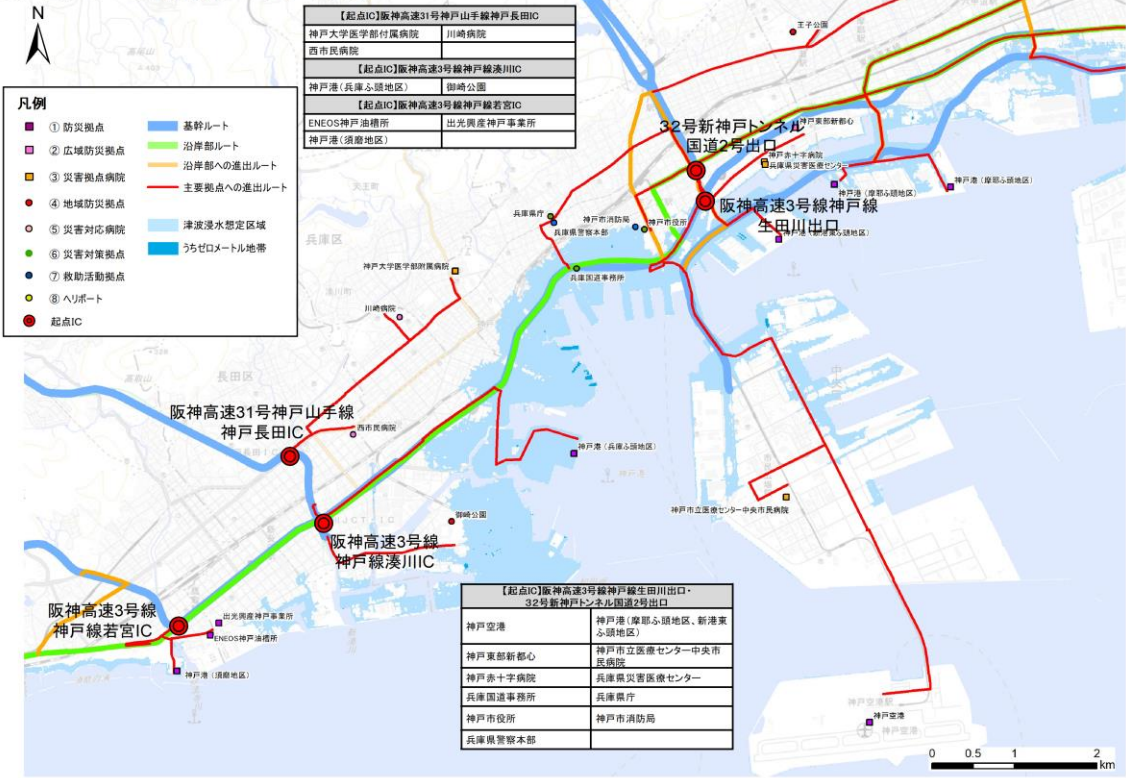 N
【起点IC】阪神高速31号神戸山手線神戸長田IC
神戸大学医学部付属病院 川崎病院
西市民病院
【起点IC】阪神高速3号線神戸線湊川IC
神戸港(兵庫ふ頭地区) 御崎公園
【起点IC】阪神高速3号線神戸線若宮IC
ENEOS神戸油槽所 出光興産神戸事業所
神戸港(須磨地区)
凡例
① 防災拠点
② 広域防災拠点
③ 災害拠点病院
④ 地域防災拠点
⑤ 災害対応病院
⑥ 災害対策拠点
⑦ 救助活動拠点
⑧ ヘリポート
起点IC
基幹ルート
沿岸部ルート
沿岸部への進出ルート
主要拠点への進出ルート
津波浸水想定区域
うちゼロメートル地帯
王子公園
32号新神戸トンネル
国道2号出口
神戸東部新都心
神戸赤十字病院
兵庫県災害医療センター
神戸港(摩耶ふ頭地区)
神戸港(摩耶ふ頭地区)
阪神高速3号線神戸線
生田川出口
兵庫県庁
兵庫県警察本部
神戸市消防局
神戸市役所
兵庫国道事務所
兵庫区
神戸大学医学部附属病院
川崎病院
長田区
阪神高速31号神戸山手線
神戸長田IC
西市民病院
神戸港(兵庫ふ頭地区)
神戸港
中央区
神戸市立医療センター中央市民病院
御崎公園
阪神高速3号線
神戸線湊川IC
阪神高速3号線
神戸線若宮IC
出光興産神戸事業所
ENEOS神戸油槽所
神戸港(須磨地区)
【起点IC】阪神高速3号線神戸線生田川出口・
32号新神戸トンネル国道2号出口
神戸空港 神戸港(摩耶ふ頭地区、新港東
ふ頭地区)
神戸東部新都心 神戸市立医療センター中央市
民病院
神戸赤十字病院 兵庫県災害医療センター
兵庫国道事務所 兵庫県庁
神戸市役所 神戸市消防局
兵庫県警察本部
神戸空港駅
神戸空港
神戸空港
0 0.5 1 2
km